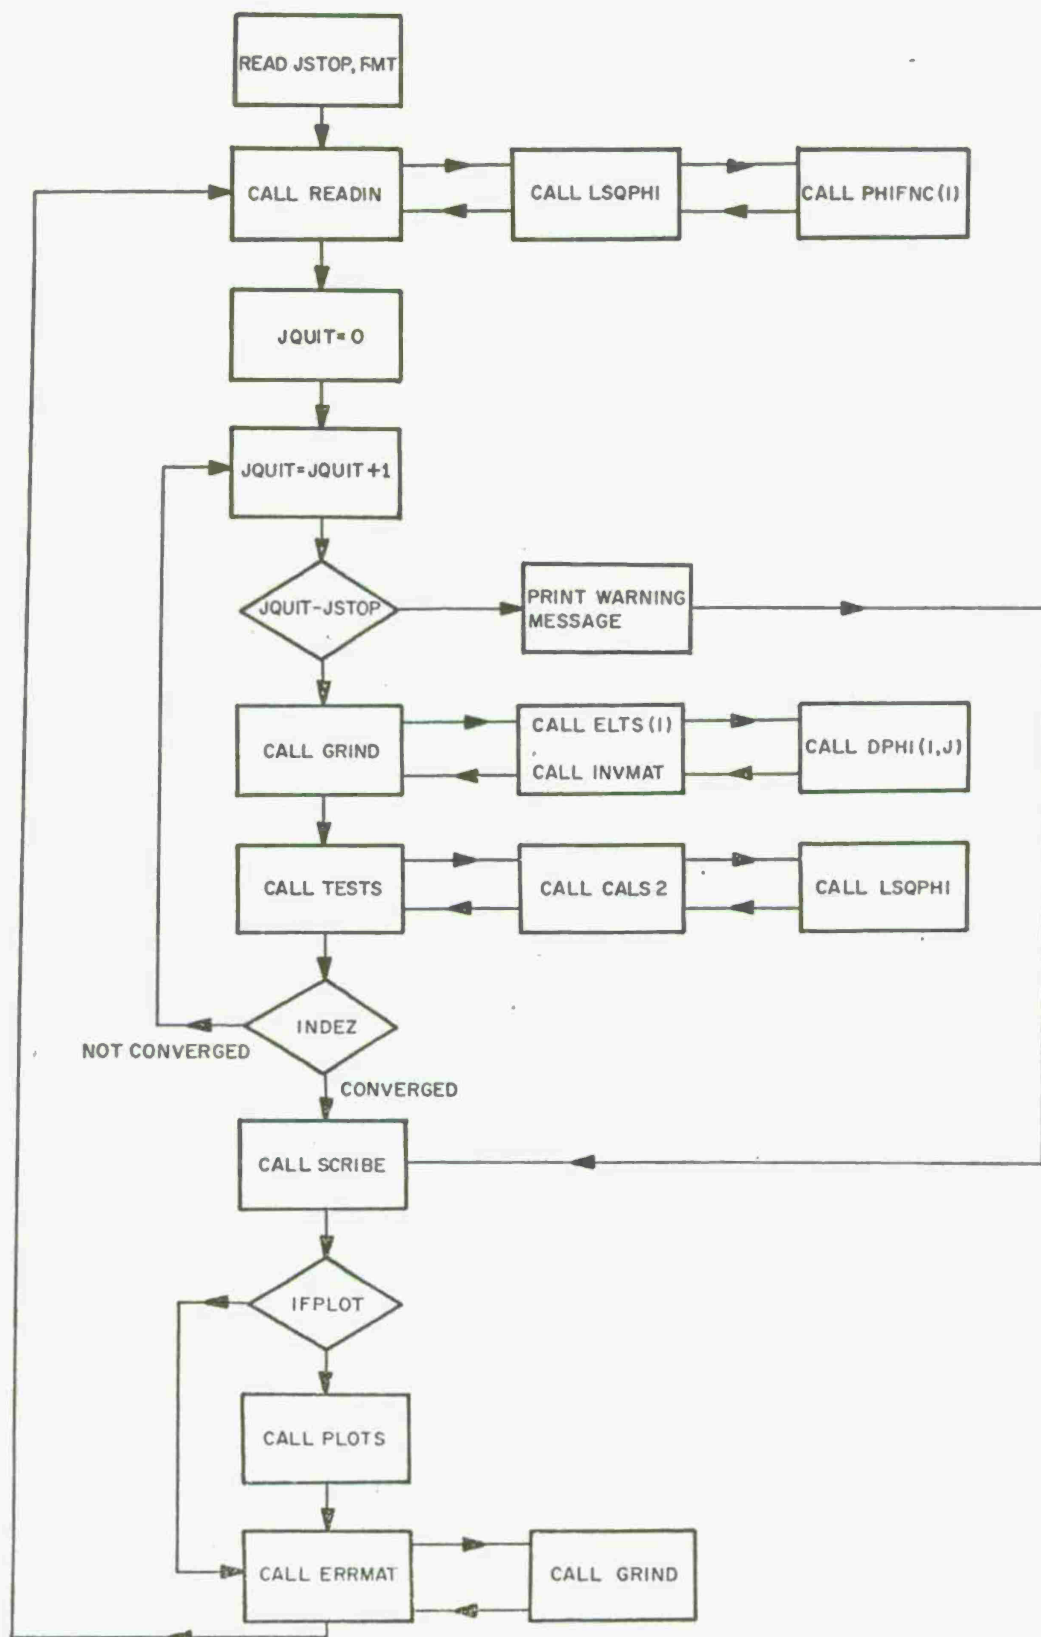 READ JSTOP, FMT
CALL READIN
CALL LSQPHI
CALL PHIFNC(I)
JQUIT=0
JQUIT=JQUIT+1
JQUIT-JSTOP
PRINT WARNING
MESSAGE
CALL GRIND
CALL ELTS(I)
CALL INVMAT
CALL DPHI(I,J)
CALL TESTS
CALL CALS2
CALL LSQPHI
INDEZ
NOT CONVERGED
CONVERGED
CALL SCRIBE
IFPLOT
CALL PLOTS
CALL ERRMAT
CALL GRIND